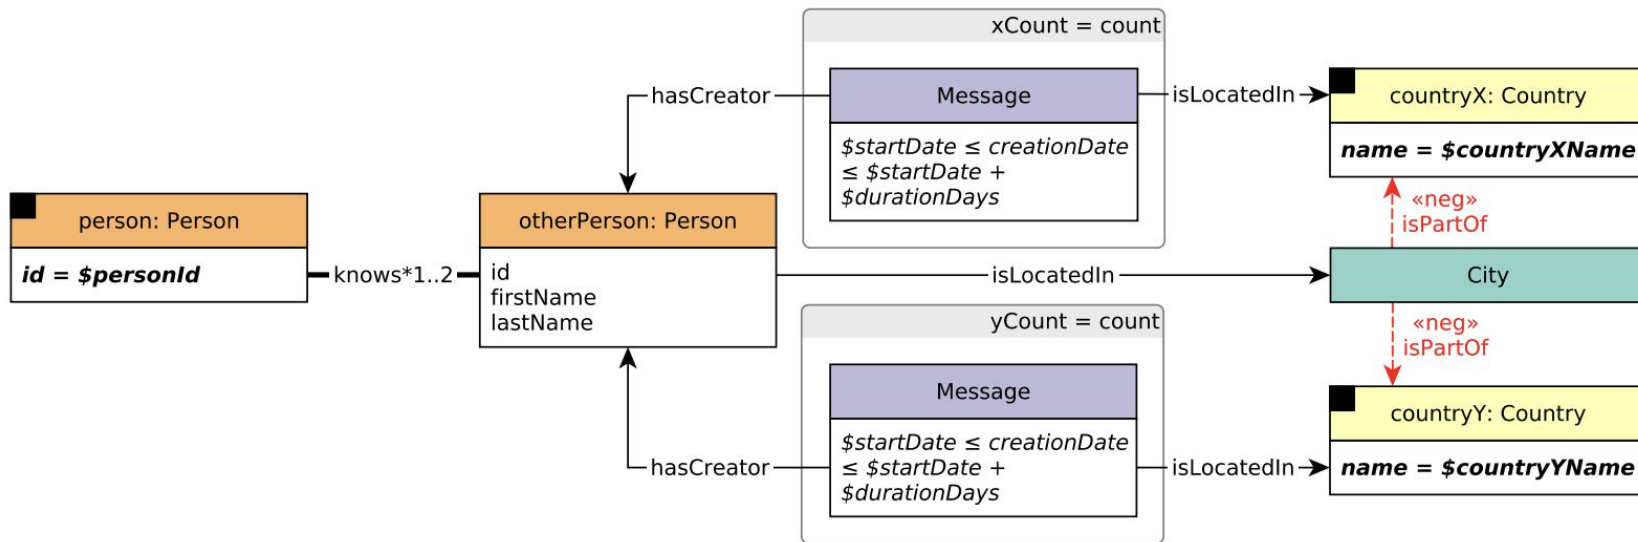 xCount = count
hasCreator
Message
isLocatedIn
countryX: Country
$startDate ≤ creationDate
≤ $startDate +
$durationDays
name = $countryXName
person: Person
otherPerson: Person
«neg»
isPartOf
id = $personId
knows*1..2
id
firstName
lastName
isLocatedIn
City
yCount = count
«neg»
isPartOf
Message
countryY: Country
$startDate ≤ creationDate
≤ $startDate +
$durationDays
hasCreator
isLocatedIn
name = $countryYName